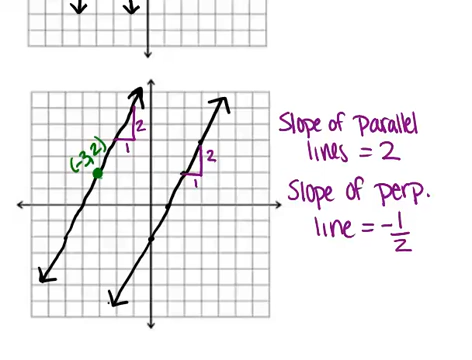 2
1
(-3,2)
2
1
Slope of parallel
lines = 2
Slope of perp.
line = -1/2